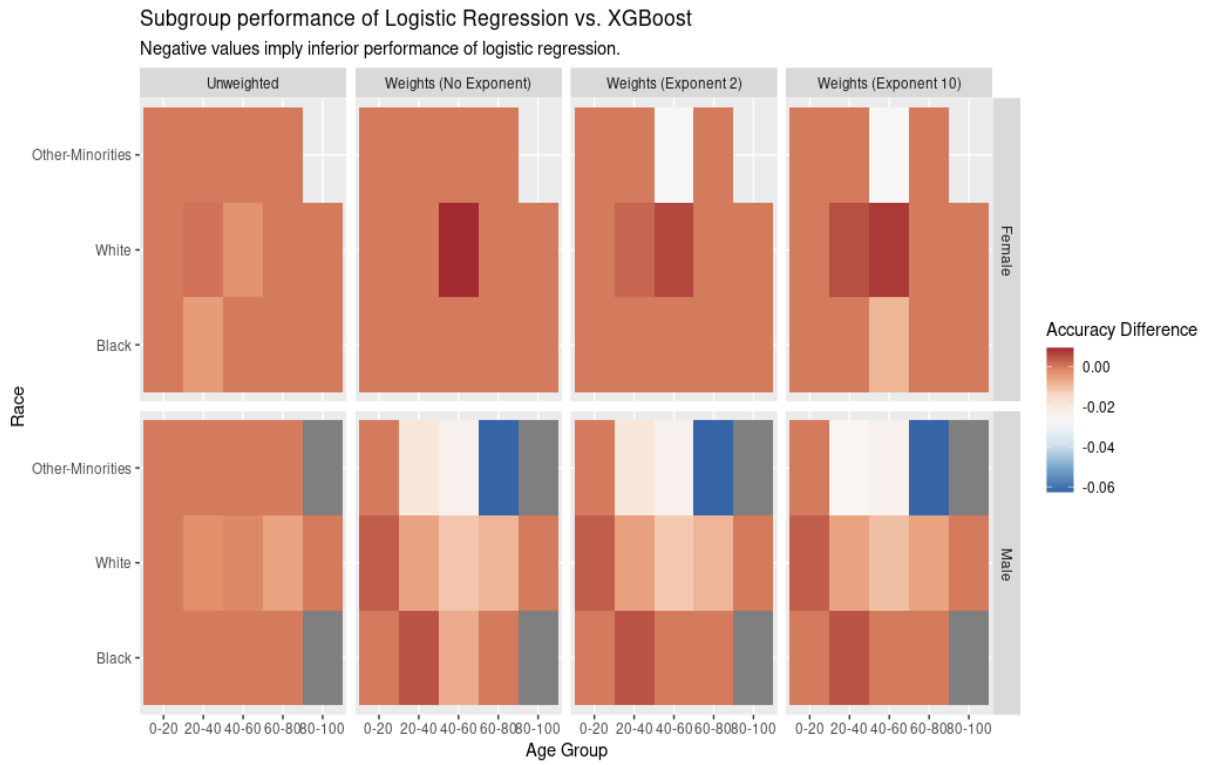 Subgroup performance of Logistic Regression vs. XGBoost
Negative values imply inferior performance of logistic regression.
Unweighted
Weights (No Exponent)
Weights (Exponent 2)
Weights (Exponent 10)
Other-Minorities
White
Black
Female
Other-Minorities
White
Black
Male
Race
0-20 20-40 40-60 60-80 80-100
0-20 20-40 40-60 60-80 80-100
0-20 20-40 40-60 60-80 80-100
0-20 20-40 40-60 60-80 80-100
Age Group
Accuracy Difference
0.00
-0.02
-0.04
-0.06